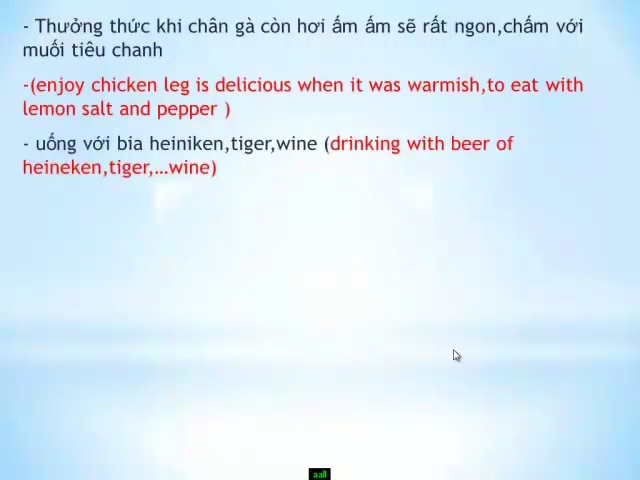 - Thưởng thức khi chân gà còn hơi ấm ấm sẽ rất ngon,chấm với
muối tiêu chanh
-(enjoy chicken leg is delicious when it was warmish,to eat with
lemon salt and pepper )
- uống với bia heiniken,tiger,wine (drinking with beer of
heineken,tiger,…wine)